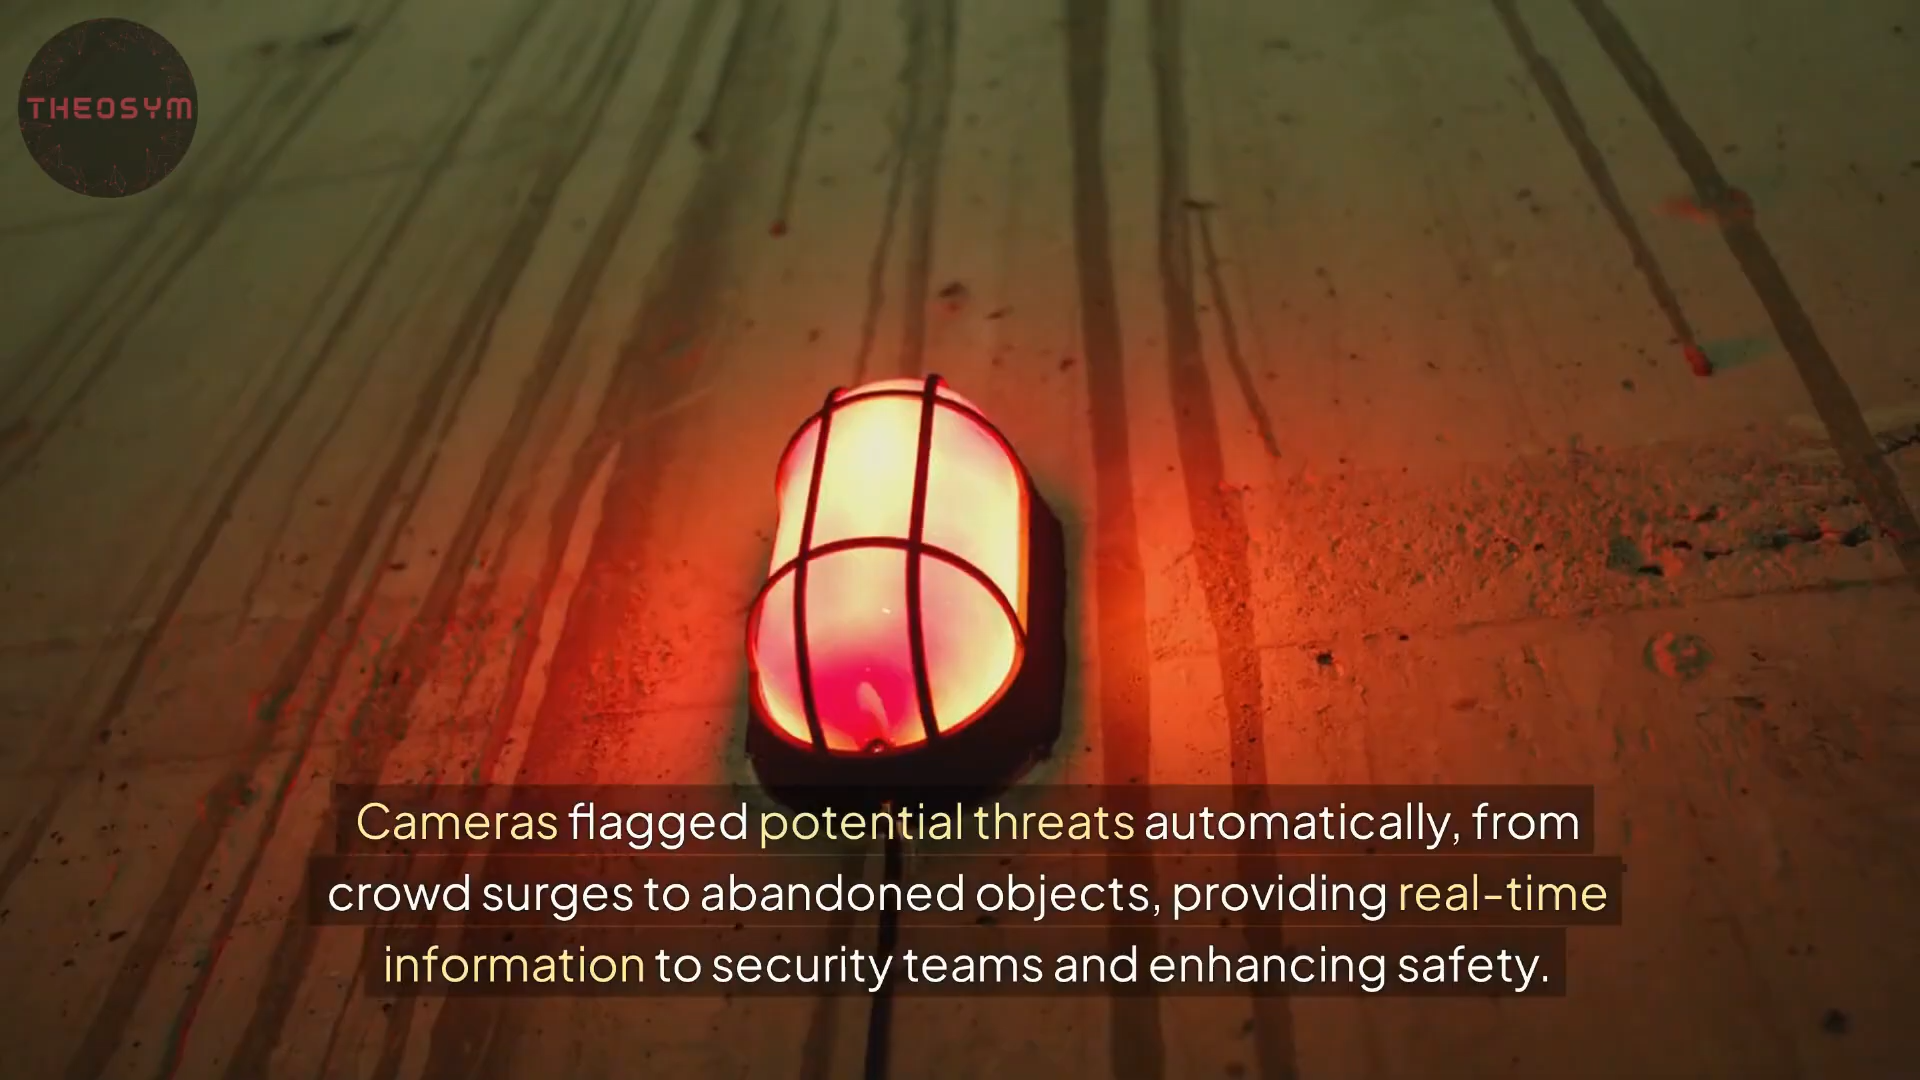 THEOSYM
Cameras flagged potential threats automatically, from
crowd surges to abandoned objects, providing real-time
information to security teams and enhancing safety.